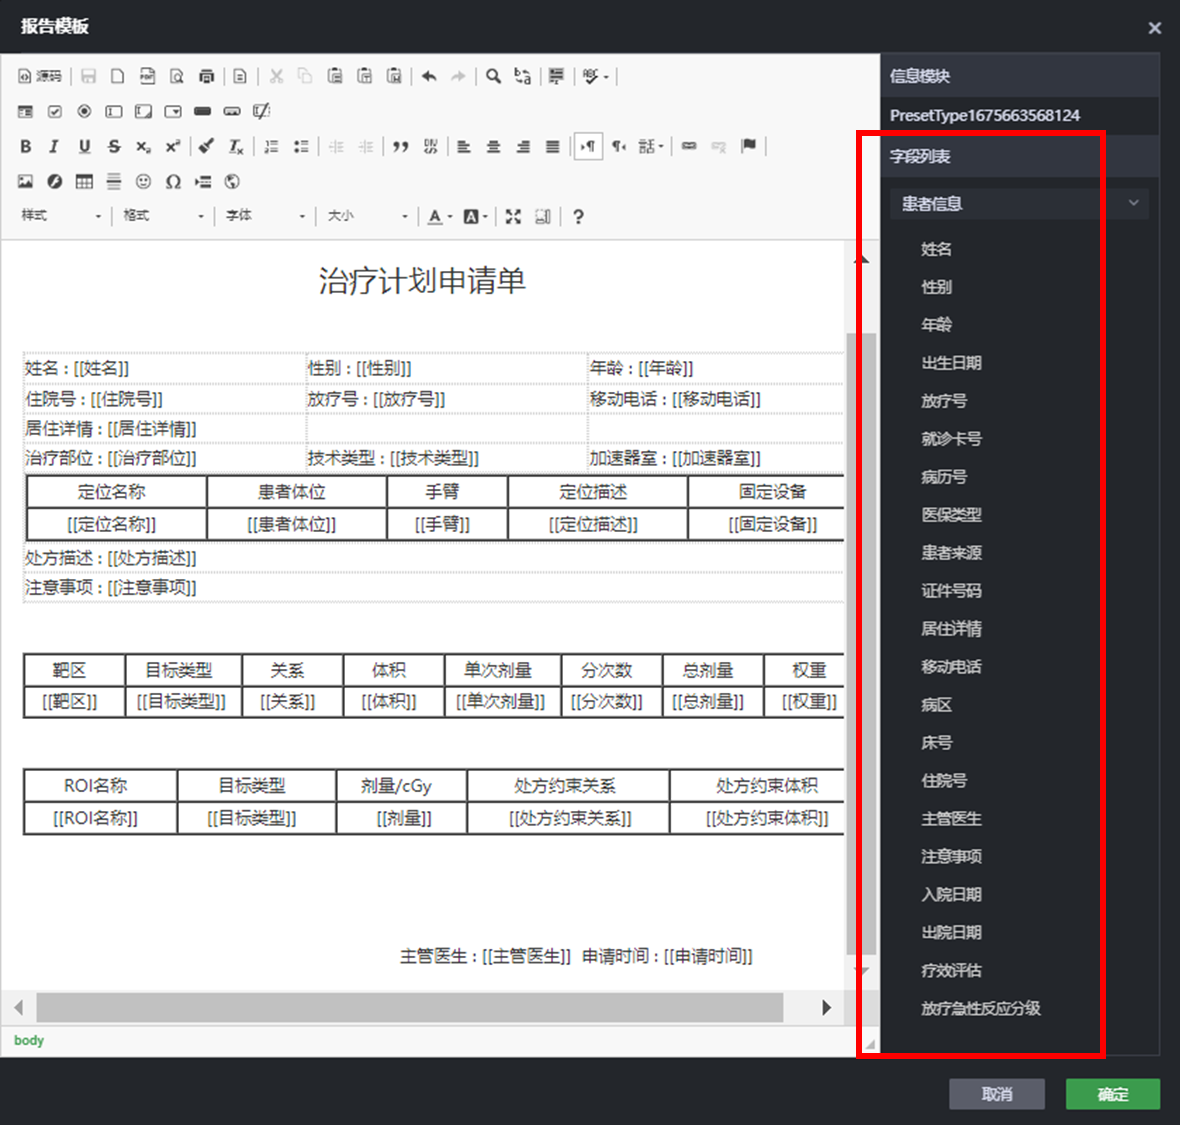 报告模板
源码
样式 格式 字体 大小
治疗计划申请单
姓名：[[姓名]] 性别：[[性别]] 年龄：[[年龄]]
住院号：[[住院号]] 放疗号：[[放疗号]] 移动电话：[[移动电话]]
居住详情：[[居住详情]]
治疗部位：[[治疗部位]] 技术类型：[[技术类型]] 加速器室：[[加速器室]]
定位名称 患者体位 手臂 定位描述 固定设备
[[定位名称]] [[患者体位]] [[手臂]] [[定位描述]] [[固定设备]]
处方描述：[[处方描述]]
注意事项：[[注意事项]]
靶区 目标类型 关系 体积 单次剂量 分次数 总剂量 权重
[[靶区]] [[目标类型]] [[关系]] [[体积]] [[单次剂量]] [[分次数]] [[总剂量]] [[权重]]
ROI名称 目标类型 剂量/cGy 处方约束关系 处方约束体积
[[ROI名称]] [[目标类型]] [[剂量]] [[处方约束关系]] [[处方约束体积]]
主管医生：[[主管医生]] 申请时间：[[申请时间]]
body
信息模块
PresetType1675663568124
字段列表
患者信息
姓名
性别
年龄
出生日期
放疗号
就诊卡号
病历号
医保类型
患者来源
证件号码
居住详情
移动电话
病区
床号
住院号
主管医生
注意事项
入院日期
出院日期
疗效评估
放疗急性反应分级
取消 确定